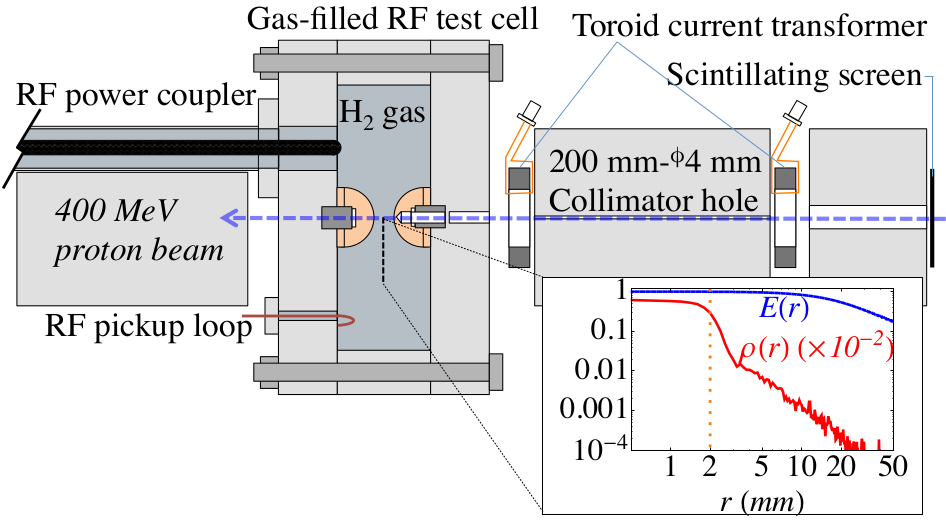 Gas-filled RF test cell
Toroid current transformer
Scintillating screen
RF power coupler
H₂ gas
200 mm-ϕ4 mm
Collimator hole
400 MeV
proton beam
RF pickup loop
1
0.1
0.01
0.001
10⁻⁴
E(r)
ρ(r) (×10⁻²)
1 2 5 10 20 50
r (mm)